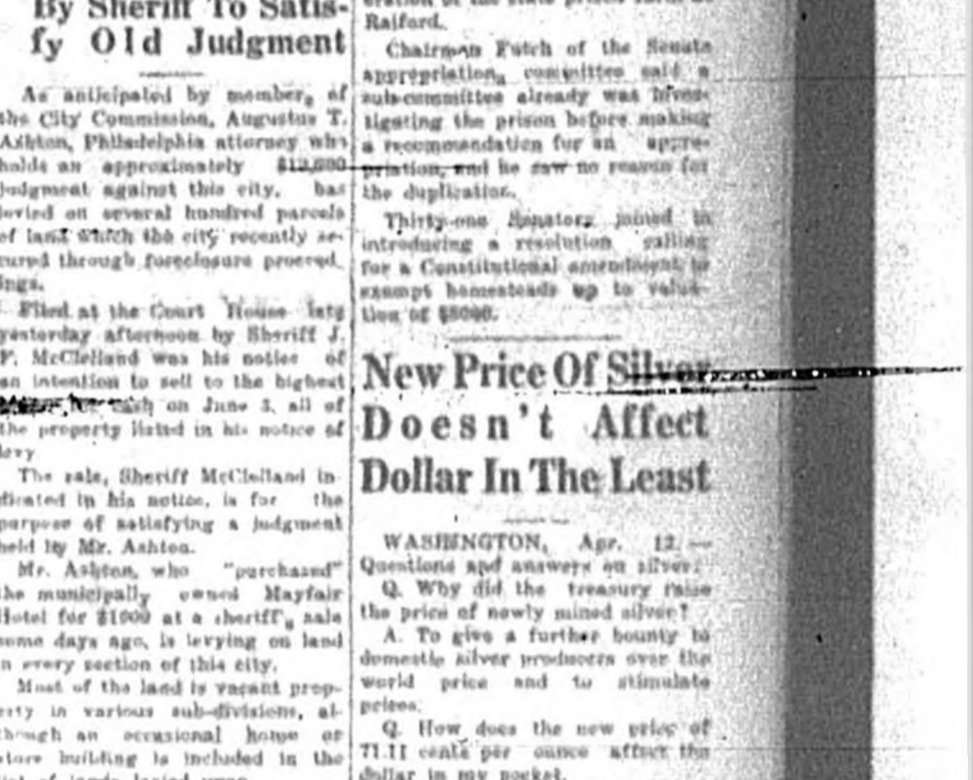 By Sheriff To Satis-
fy Old Judgment
As anticipated by members of
the City Commission, Augustus T.
Ashton, Philadelphia attorney who
holds an approximately
judgment against this city, has
levied on several hundred parcels
of land which the city recently se-
cured through foreclosure proceed
ings.
Filed at the Court House late
yesterday afternoon by Sheriff J.
P. McClelland was his notice of
an intention to sell to the highest
cash on June 3, all of
the property listed in his notice of
levy
The sale, Sheriff McClelland in-
dicated in his notice, is for the
purpose of satisfying a judgment
held by Mr. Ashton.
Mr. Ashton, who "purchased"
the municipally owned Mayfair
Hotel for $1000 at a sheriff's sale
some days ago, is levying on land
in every section of this city.
Most of the land is vacant prop-
erty in various sub-divisions, al-
though an occasional home or
store building is included in the
Raiford.
Chairman Futch of the Senate
appropriations committee said a
sub-committee already was inves-
tigating the prison before making
a recommendation for an appro-
priation, and he saw no reason for
the duplication.
Thirty-one Senators joined in
introducing a resolution calling
for a Constitutional amendment to
exempt homesteads up to valua-
tion of $5000.
New Price Of Silver
Doesn't Affect
Dollar In The Least
WASHINGTON, Apr. 12.—
Questions and answers on silver:
Q. Why did the treasury raise
the price of newly mined silver?
A. To give a further bounty to
domestic silver producers over the
world price and to stimulate
prices.
Q. How does the new price of
71.11 cents per ounce affect the
dollar in my pocket.